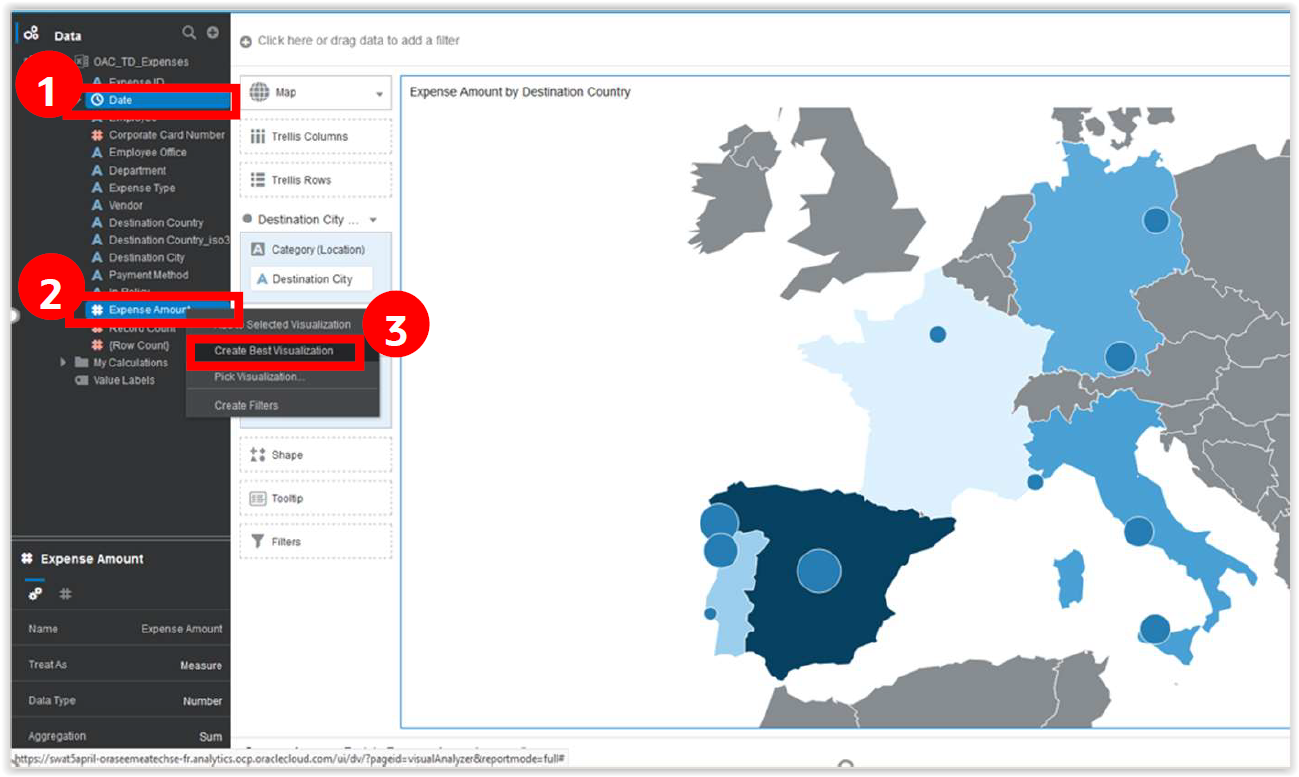 Data
OAC_TD_Expenses
Expense ID
1
Date
Employee
Corporate Card Number
Employee Office
Department
Expense Type
Vendor
Destination Country
Destination Country_iso3
Destination City
Payment Method
In Policy
2
Expense Amount
Record Count
{Row Count}
My Calculations
Value Labels
Selected Visualization
3
Create Best Visualization
Pick Visualization...
Create Filters
Click here or drag data to add a filter
Map
Trellis Columns
Trellis Rows
Destination City ...
Category (Location)
Destination City
Shape
Tooltip
Filters
Expense Amount by Destination Country
Expense Amount
Name Expense Amount
Treat As Measure
Data Type Number
Aggregation Sum
https://swat5april-oraseemeatechse-fr.analytics.ocp.oraclecloud.com/ui/dv/?pageid=visualAnalyzer&reportmode=full#